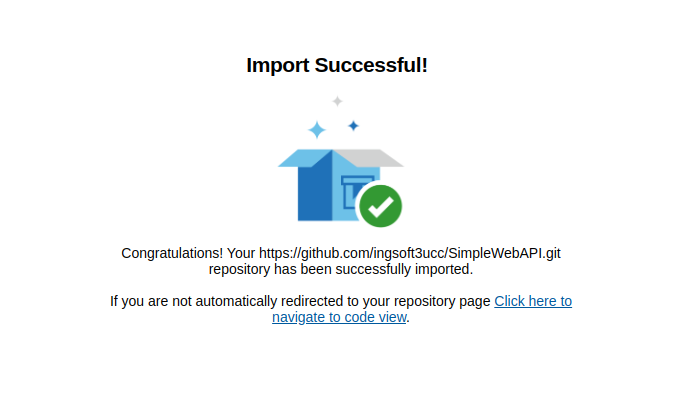 Import Successful!
Congratulations! Your https://github.com/ingsoft3ucc/SimpleWebAPI.git
repository has been successfully imported.
If you are not automatically redirected to your repository page Click here to
navigate to code view.